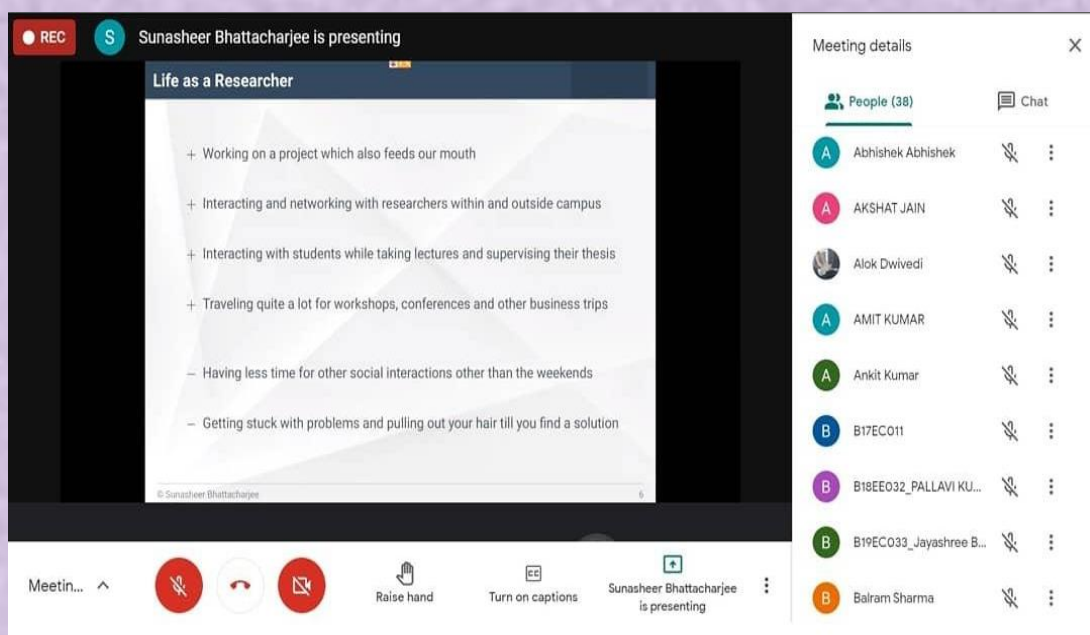 REC
S
Sunasheer Bhattacharjee is presenting
Life as a Researcher
+ Working on a project which also feeds our mouth
+ Interacting and networking with researchers within and outside campus
+ Interacting with students while taking lectures and supervising their thesis
+ Traveling quite a lot for workshops, conferences and other business trips
− Having less time for other social interactions other than the weekends
− Getting stuck with problems and pulling out your hair till you find a solution
© Sunasheer Bhattacharjee 6
Meetin...
Raise hand
CC
Turn on captions
Sunasheer Bhattacharjee
is presenting
Meeting details
People (38)
Chat
A Abhishek Abhishek
A AKSHAT JAIN
Alok Dwivedi
A AMIT KUMAR
A Ankit Kumar
B B17EC011
B B18EE032_PALLAVI KU...
B B19EC033_Jayashree B...
B Balram Sharma